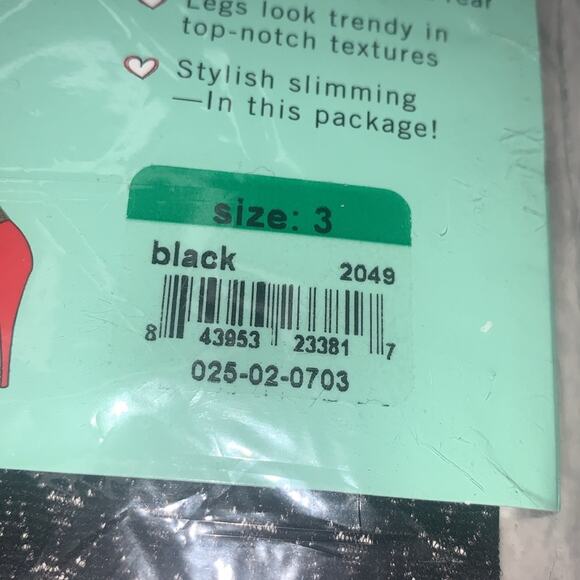 Legs look trendy in
top-notch textures
Stylish slimming
—In this package!
size: 3
black 2049
8 43953 23381 7
025-02-0703